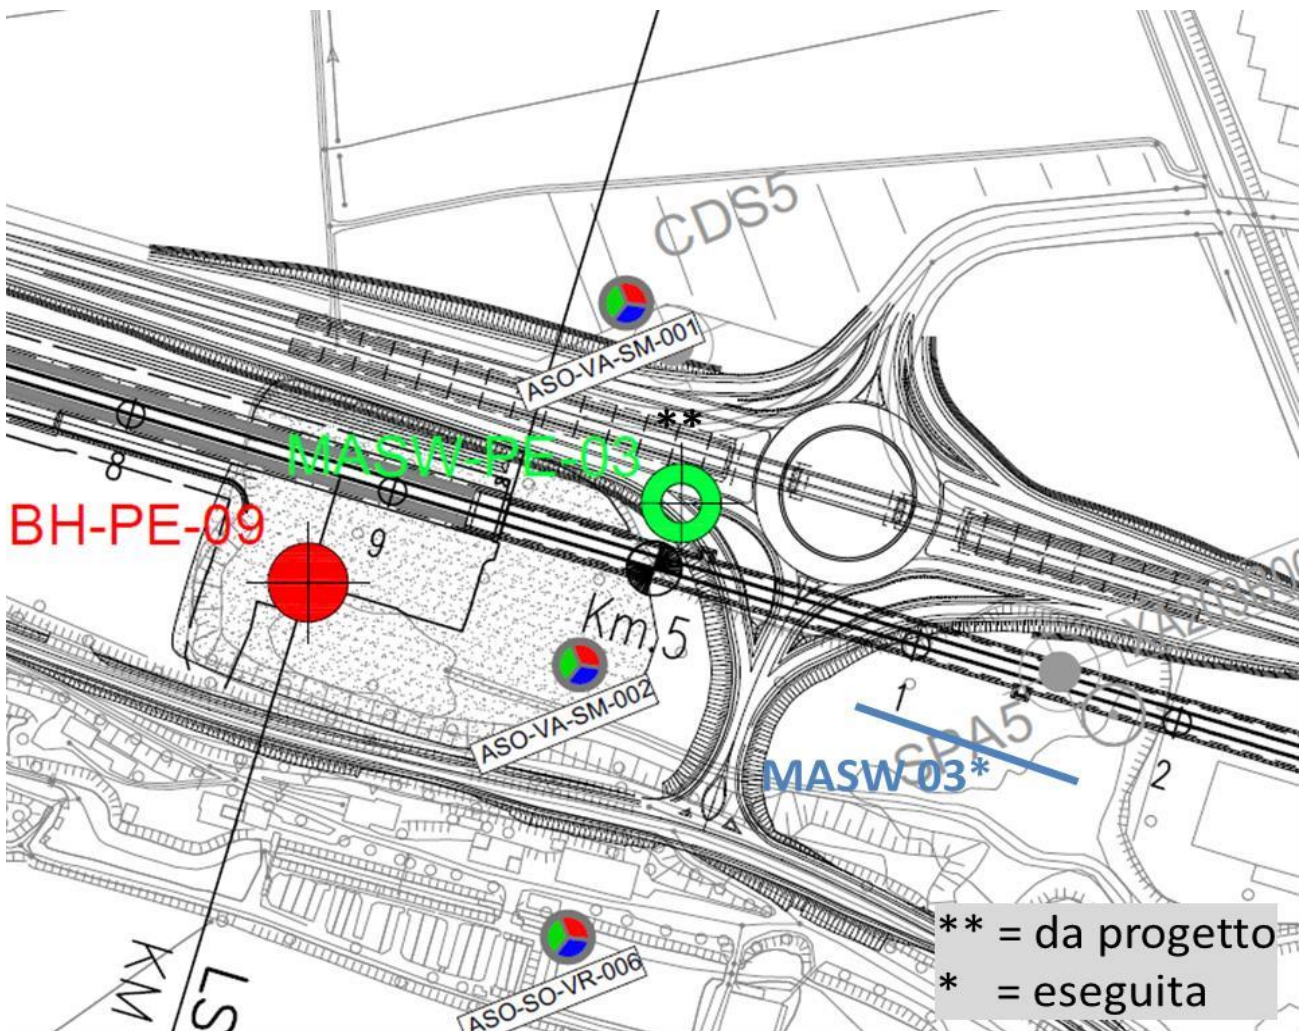 CDS5
ASO-VA-SM-001
**
MASW-PE-03
8
BH-PE-09
9
Km.5
ASO-VA-SM-002
1
SPA5
MASW 03*
2
** = da progetto
* = eseguita
ASO-SO-VR-006
KM
LS